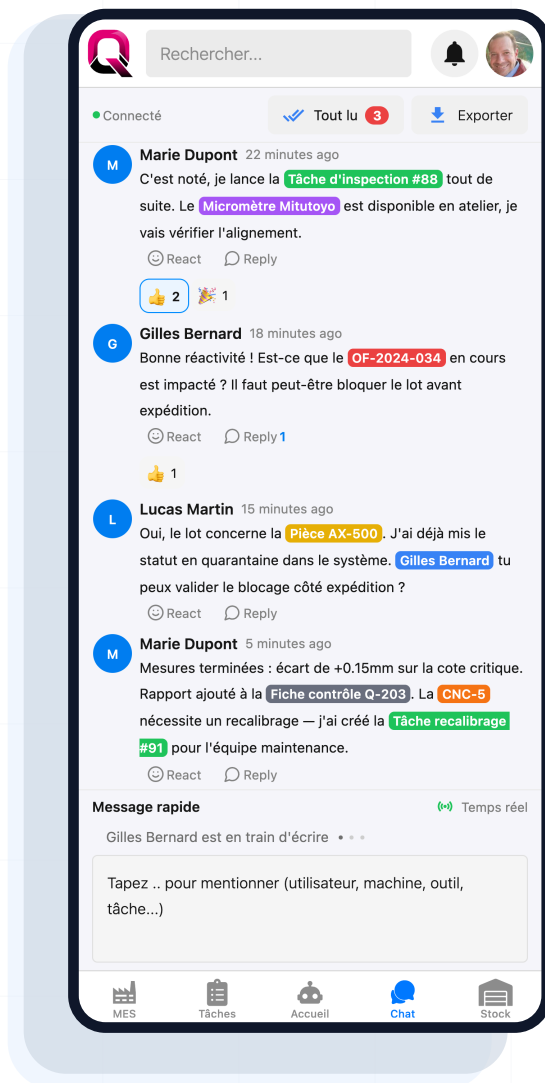 Rechercher...
Connecté
Tout lu 3
Exporter
M
Marie Dupont 22 minutes ago
C'est noté, je lance la Tâche d'inspection #88 tout de
suite. Le Micromètre Mitutoyo est disponible en atelier, je
vais vérifier l'alignement.
React Reply
👍 2 🎉 1
G
Gilles Bernard 18 minutes ago
Bonne réactivité ! Est-ce que le OF-2024-034 en cours
est impacté ? Il faut peut-être bloquer le lot avant
expédition.
React Reply 1
👍 1
L
Lucas Martin 15 minutes ago
Oui, le lot concerne la Pièce AX-500. J'ai déjà mis le
statut en quarantaine dans le système. Gilles Bernard tu
peux valider le blocage côté expédition ?
React Reply
M
Marie Dupont 5 minutes ago
Mesures terminées : écart de +0.15mm sur la cote critique.
Rapport ajouté à la Fiche contrôle Q-203. La CNC-5
nécessite un recalibrage — j'ai créé la Tâche recalibrage
#91 pour l'équipe maintenance.
React Reply
Message rapide
Temps réel
Gilles Bernard est en train d'écrire
Tapez .. pour mentionner (utilisateur, machine, outil,
tâche...)
MES Tâches Accueil Chat Stock